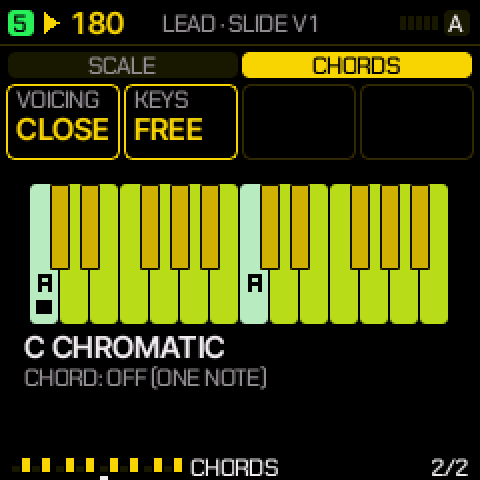 5 180 LEAD · SLIDE V1 A
SCALE CHORDS
VOICING KEYS
CLOSE FREE
A A
C CHROMATIC
CHORD: OFF (ONE NOTE)
CHORDS 2/2